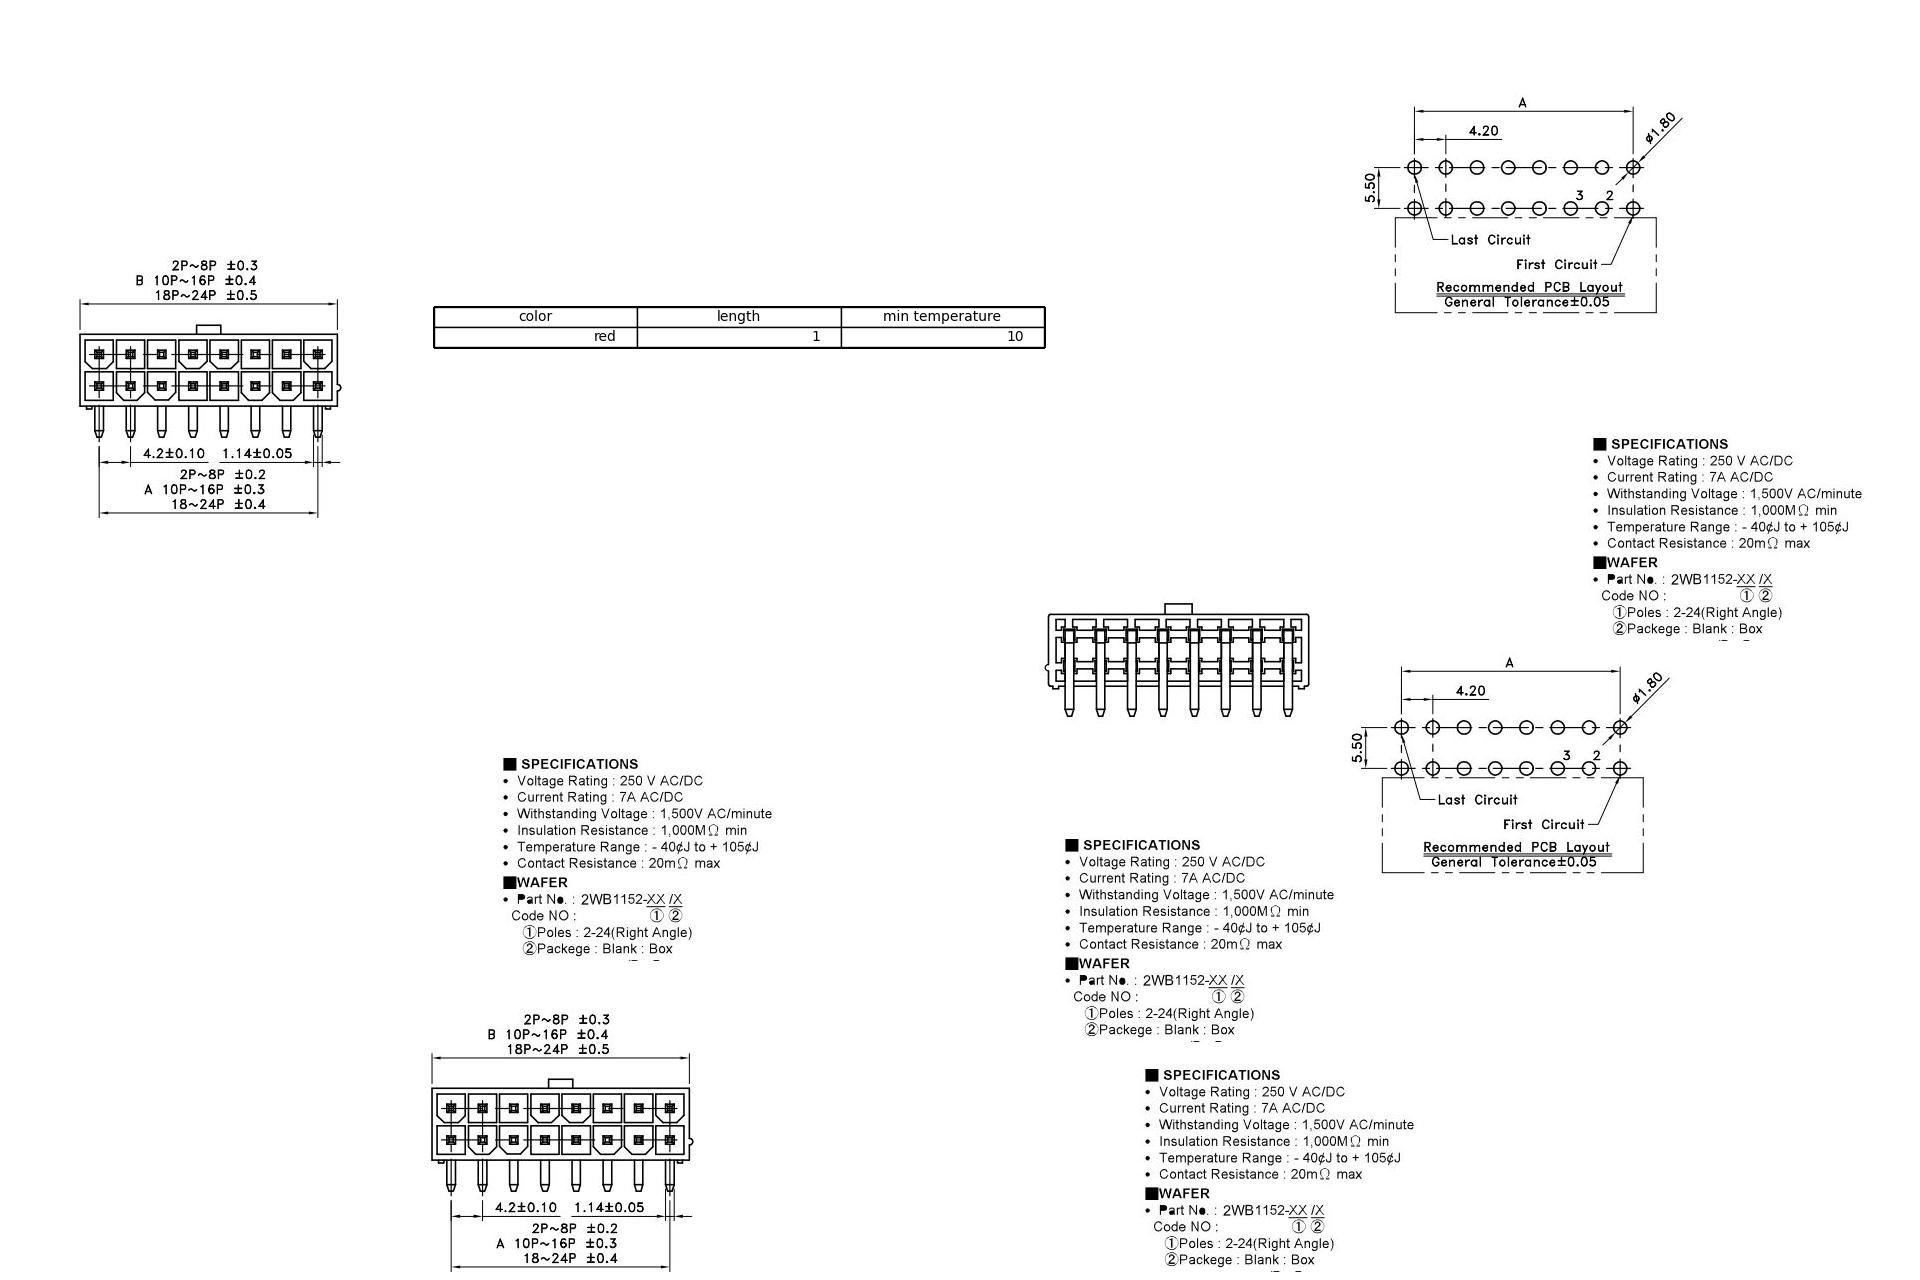 A
4.20
ø1.80
5.50
3 2
Last Circuit
First Circuit
Recommended PCB Layout
General Tolerance±0.05
2P~8P ±0.3
B 10P~16P ±0.4
18P~24P ±0.5
4.2±0.10 1.14±0.05
2P~8P ±0.2
A 10P~16P ±0.3
18~24P ±0.4
color length min temperature
red 1 10
■ SPECIFICATIONS
• Voltage Rating : 250 V AC/DC
• Current Rating : 7A AC/DC
• Withstanding Voltage : 1,500V AC/minute
• Insulation Resistance : 1,000MΩ min
• Temperature Range : - 40¢J to + 105¢J
• Contact Resistance : 20mΩ max
■WAFER
• Part No. : 2WB1152-XX /X
Code NO : ① ②
①Poles : 2-24(Right Angle)
②Packege : Blank : Box
A
4.20
ø1.80
5.50
3 2
Last Circuit
First Circuit
Recommended PCB Layout
General Tolerance±0.05
■ SPECIFICATIONS
• Voltage Rating : 250 V AC/DC
• Current Rating : 7A AC/DC
• Withstanding Voltage : 1,500V AC/minute
• Insulation Resistance : 1,000MΩ min
• Temperature Range : - 40¢J to + 105¢J
• Contact Resistance : 20mΩ max
■WAFER
• Part No. : 2WB1152-XX /X
Code NO : ① ②
①Poles : 2-24(Right Angle)
②Packege : Blank : Box
■ SPECIFICATIONS
• Voltage Rating : 250 V AC/DC
• Current Rating : 7A AC/DC
• Withstanding Voltage : 1,500V AC/minute
• Insulation Resistance : 1,000MΩ min
• Temperature Range : - 40¢J to + 105¢J
• Contact Resistance : 20mΩ max
■WAFER
• Part No. : 2WB1152-XX /X
Code NO : ① ②
①Poles : 2-24(Right Angle)
②Packege : Blank : Box
2P~8P ±0.3
B 10P~16P ±0.4
18P~24P ±0.5
4.2±0.10 1.14±0.05
2P~8P ±0.2
A 10P~16P ±0.3
18~24P ±0.4
■ SPECIFICATIONS
• Voltage Rating : 250 V AC/DC
• Current Rating : 7A AC/DC
• Withstanding Voltage : 1,500V AC/minute
• Insulation Resistance : 1,000MΩ min
• Temperature Range : - 40¢J to + 105¢J
• Contact Resistance : 20mΩ max
■WAFER
• Part No. : 2WB1152-XX /X
Code NO : ① ②
①Poles : 2-24(Right Angle)
②Packege : Blank : Box